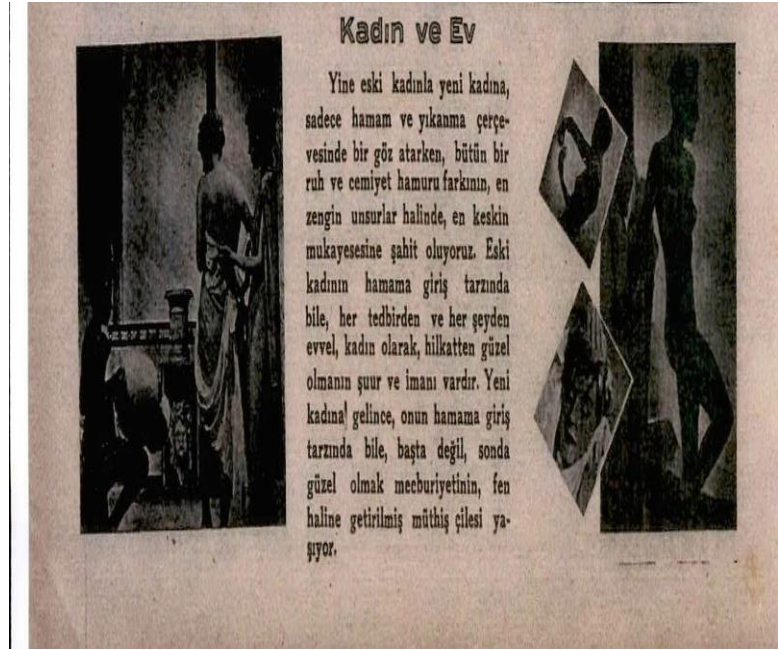 Kadın ve Ev
Yine eski kadınla yeni kadına,
sadece hamam ve yıkanma çerçe-
vesinde bir göz atarken, bütün bir
ruh ve cemiyet hamuru farkının, en
zengin unsurlar halinde, en keskin
mukayesesine şahit oluyoruz. Eski
kadının hamama giriş tarzında
bile, her tedbirden ve her şeyden
evvel, kadın olarak, hilkatten güzel
olmanın şuur ve imanı vardır. Yeni
kadına gelince, onun hamama giriş
tarzında bile, başta değil, sonda
güzel olmak mecburiyetinin, fen
haline getirilmiş müthiş çilesi ya-
şıyor.